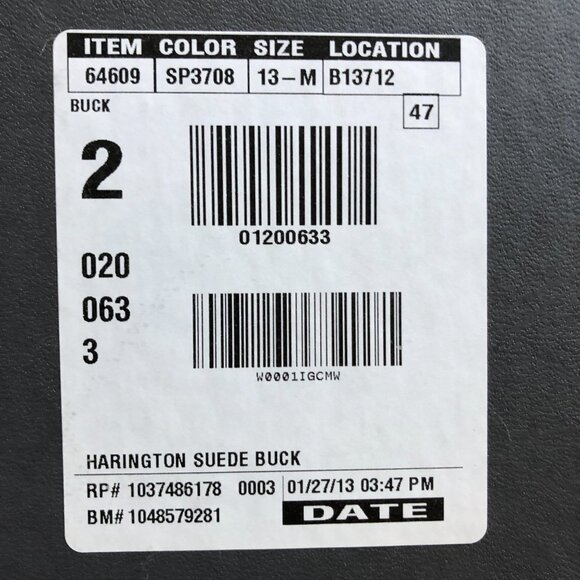 ITEM COLOR SIZE LOCATION
64609 SP3708 13-M B13712
BUCK
47
2
01200633
020
063
3
W0001IGCMW
HARINGTON SUEDE BUCK
RP# 1037486178 0003 01/27/13 03:47 PM
BM# 1048579281 DATE